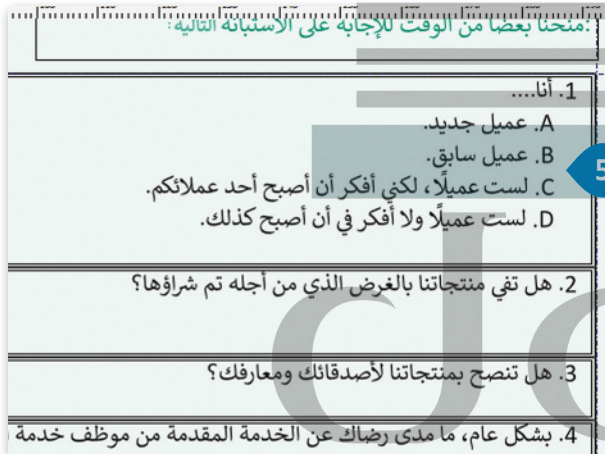 :منحنا بعضًا من الوقت للإجابة على الاستبانة التالية:
1. أنا....
A. عميل جديد.
B. عميل سابق.
C. لست عميلًا، لكني أفكر أن أصبح أحد عملائكم.
D. لست عميلًا ولا أفكر في أن أصبح كذلك.
5
2. هل تفي منتجاتنا بالغرض الذي من أجله تم شراؤها؟
3. هل تنصح بمنتجاتنا لأصدقائك ومعارفك؟
4. بشكل عام، ما مدى رضاك عن الخدمة المقدمة من موظف خدمة